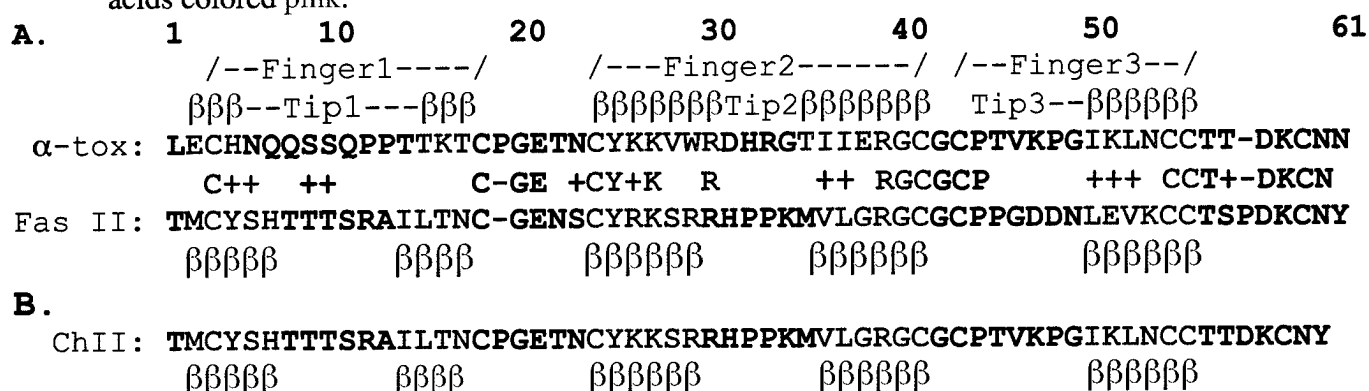 acids colored pink.
A. 1 10 20 30 40 50 61
/--Finger1----/ /---Finger2------/ /--Finger3--/
βββ--Tip1---βββ βββββββTip2βββββββ Tip3--ββββββ
α-tox: LECHNQQSSQPPTTKTCPGETNCYKKVWRDHRGTIIERGCGCPTVKPGIKLNCCTT-DKCNN
C++ ++ C-GE +CY+K R ++ RGCGCP +++ CCT+-DKCN
Fas II: TMCYSHTTTSRAILTNC-GENSCYRKSRRHPPKMVLGRGCGCPPGDDNLEVKCCTSPDKCNY
βββββ ββββ ββββββ ββββββ ββββββ
B.
ChII: TMCYSHTTTSRAILTNCPGETNCYKKSRRHPPKMVLGRGCGCPTVKPGIKLNCCTTDKCNY
βββββ ββββ ββββββ ββββββ ββββββ